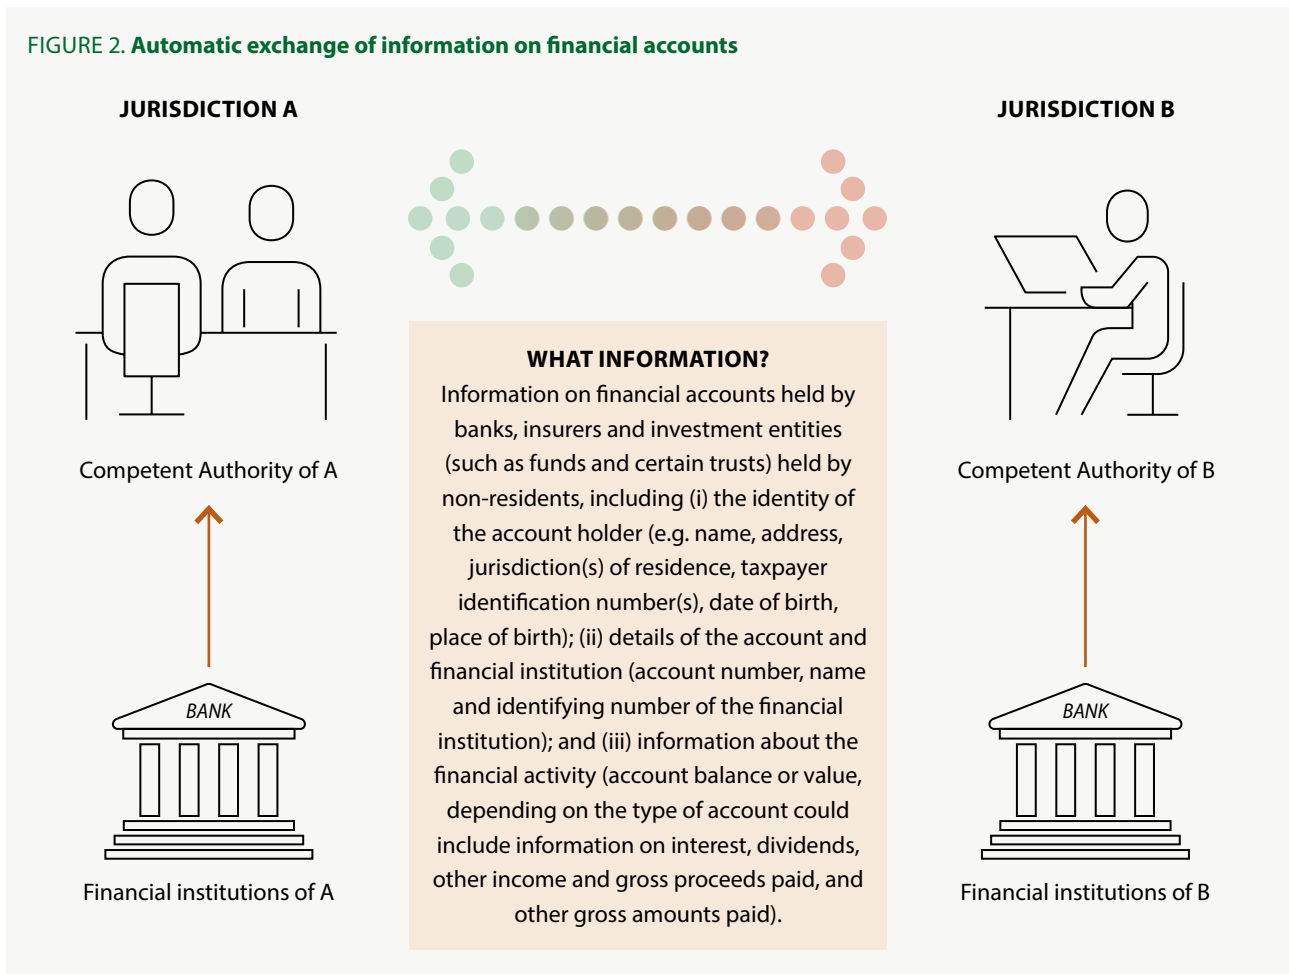 FIGURE 2. Automatic exchange of information on financial accounts
JURISDICTION A
JURISDICTION B
Competent Authority of A
Competent Authority of B
WHAT INFORMATION?
Information on financial accounts held by
banks, insurers and investment entities
(such as funds and certain trusts) held by
non-residents, including (i) the identity of
the account holder (e.g. name, address,
jurisdiction(s) of residence, taxpayer
identification number(s), date of birth,
place of birth); (ii) details of the account and
financial institution (account number, name
and identifying number of the financial
institution); and (iii) information about the
financial activity (account balance or value,
depending on the type of account could
include information on interest, dividends,
other income and gross proceeds paid, and
other gross amounts paid).
BANK
BANK
Financial institutions of A
Financial institutions of B